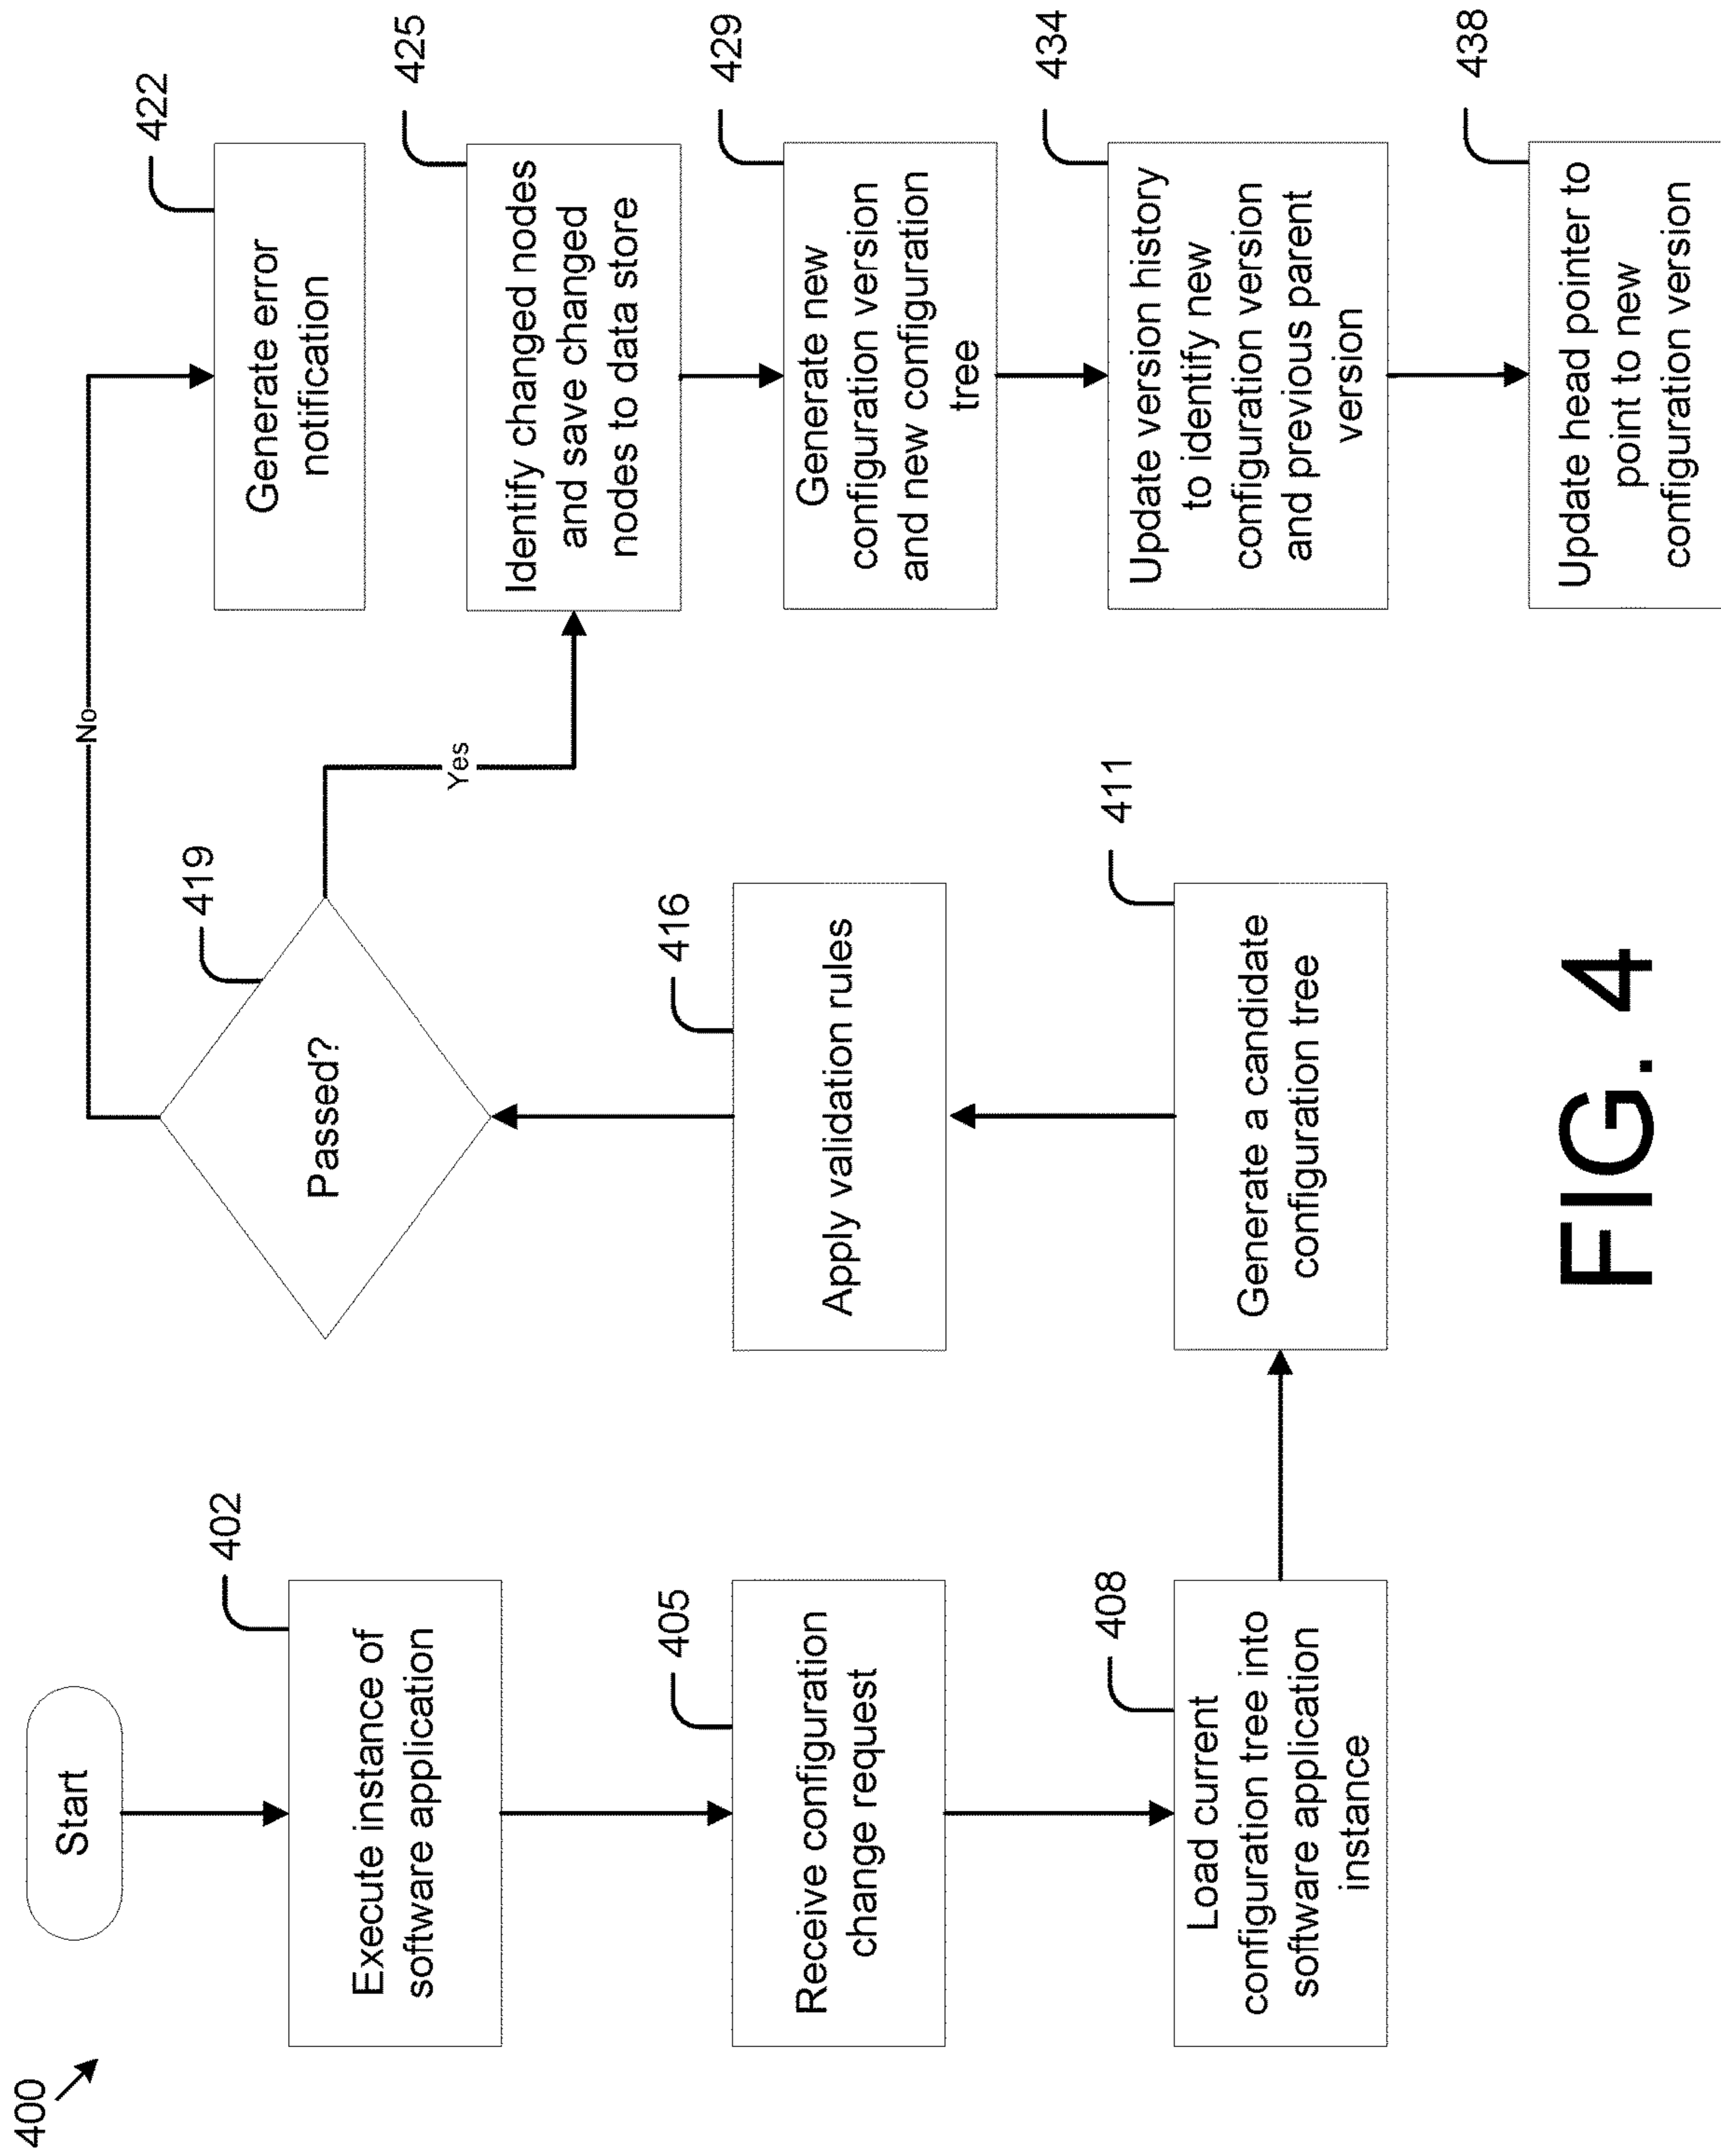 400
Start
402
Execute instance of
software application
405
Receive configuration
change request
408
Load current
configuration tree into
software application
instance
411
Generate a candidate
configuration tree
416
Apply validation rules
419
Passed?
No
Yes
422
Generate error
notification
425
Identify changed nodes
and save changed
nodes to data store
429
Generate new
configuration version
and new configuration
tree
434
Update version history
to identify new
configuration version
and previous parent
version
438
Update head pointer to
point to new
configuration version
FIG. 4